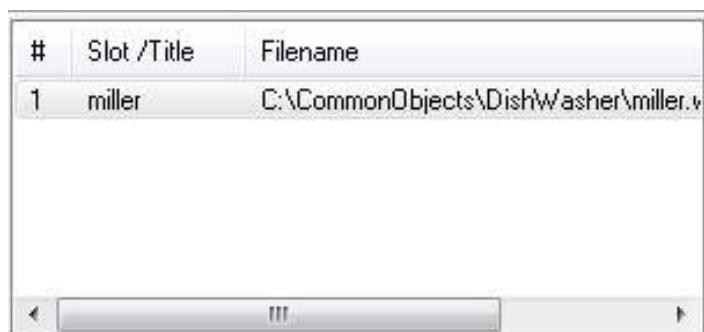 # Slot /Title Filename
1 miller C:\CommonObjects\DishWasher\miller.v